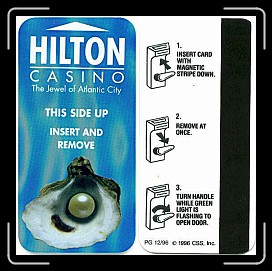 HILTON
CASINO
The Jewel of Atlantic City
THIS SIDE UP
INSERT AND
REMOVE
1.
INSERT CARD
WITH
MAGNETIC
STRIPE DOWN.
2.
REMOVE AT
ONCE.
3.
TURN HANDLE
WHILE GREEN
LIGHT IS
FLASHING TO
OPEN DOOR.
PG 12/96 © 1996 CSS, Inc.